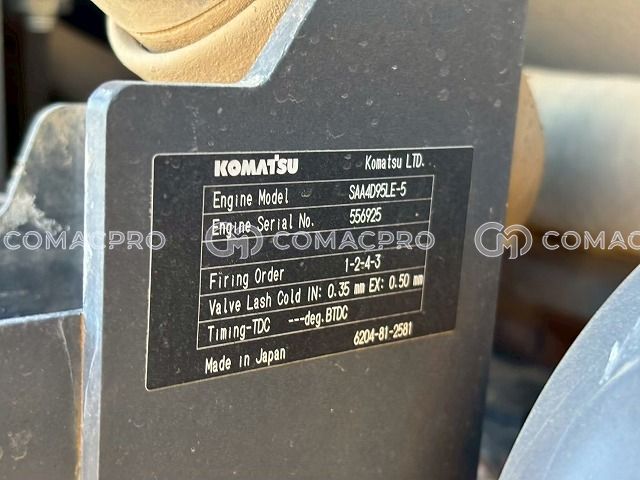 KOMATSU Komatsu LTD.
Engine Model SAA4D95LE-5
Engine Serial No. 556925
COMACPRO COMACPRO COMACPRO
Firing Order 1-2-4-3
Valve Lash Cold IN: 0.35 mm EX: 0.50 mm
Timing-TDC ---deg.BTDC
Made in Japan 6204-81-2581